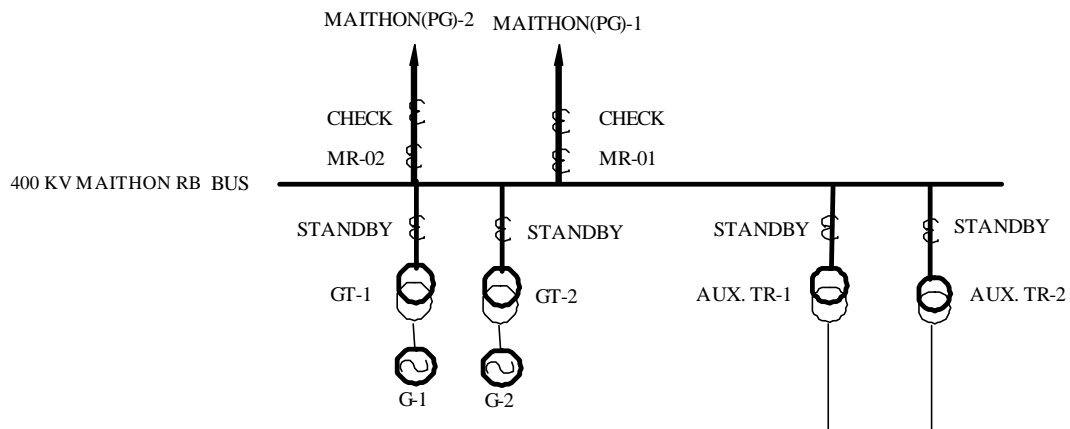 MAITHON(PG)-2
MAITHON(PG)-1
CHECK
CHECK
MR-02
MR-01
400 KV MAITHON RB BUS
STANDBY
STANDBY
STANDBY
STANDBY
GT-1
GT-2
AUX. TR-1
AUX. TR-2
G-1
G-2